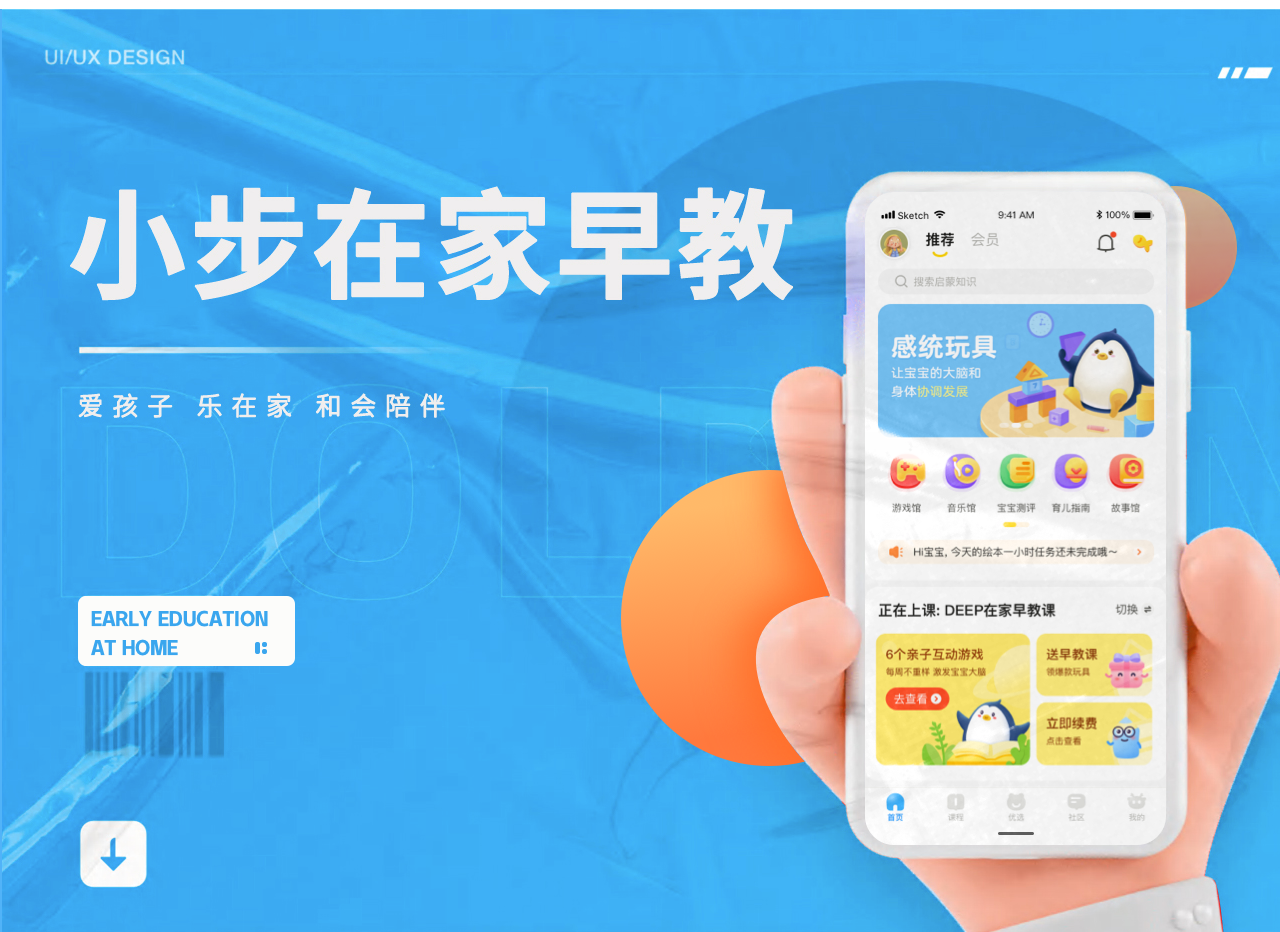 UI/UX DESIGN
小步在家早教
爱孩子 乐在家 和会陪伴
EARLY EDUCATION
AT HOME
Sketch
9:41 AM
100%
推荐 会员
搜索启蒙知识
感统玩具
让宝宝的大脑和
身体协调发展
游戏馆 音乐馆 宝宝测评 育儿指南 故事馆
Hi宝宝, 今天的绘本一小时任务还未完成哦～
正在上课: DEEP在家早教课 切换
6个亲子互动游戏
每周不重样 激发宝宝大脑
去查看
送早教课
领爆款玩具
立即续费
点击查看
首页 课程 优选 社区 我的